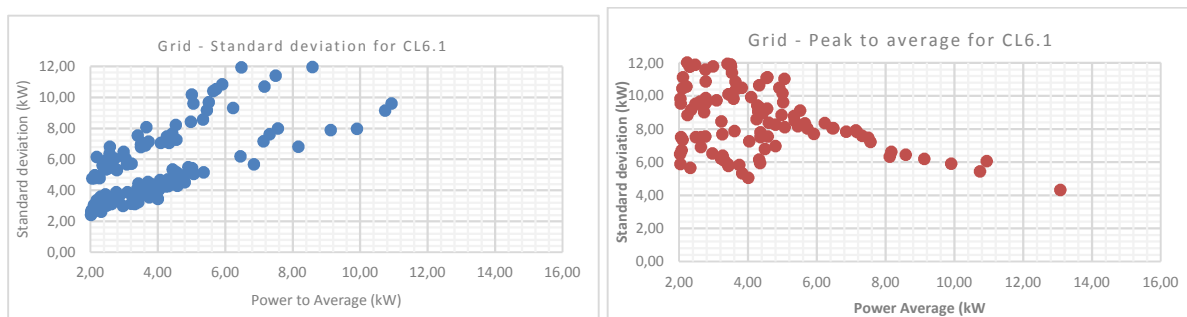 Grid - Standard deviation for CL6.1
12,00
10,00
8,00
6,00
4,00
2,00
0,00
2,00 4,00 6,00 8,00 10,00 12,00 14,00 16,00
Standard deviation (kW)
Power to Average (kW)
Grid - Peak to average for CL6.1
12,00
10,00
8,00
6,00
4,00
2,00
0,00
2,00 4,00 6,00 8,00 10,00 12,00 14,00 16,00
Standard deviation (kW)
Power Average (kW